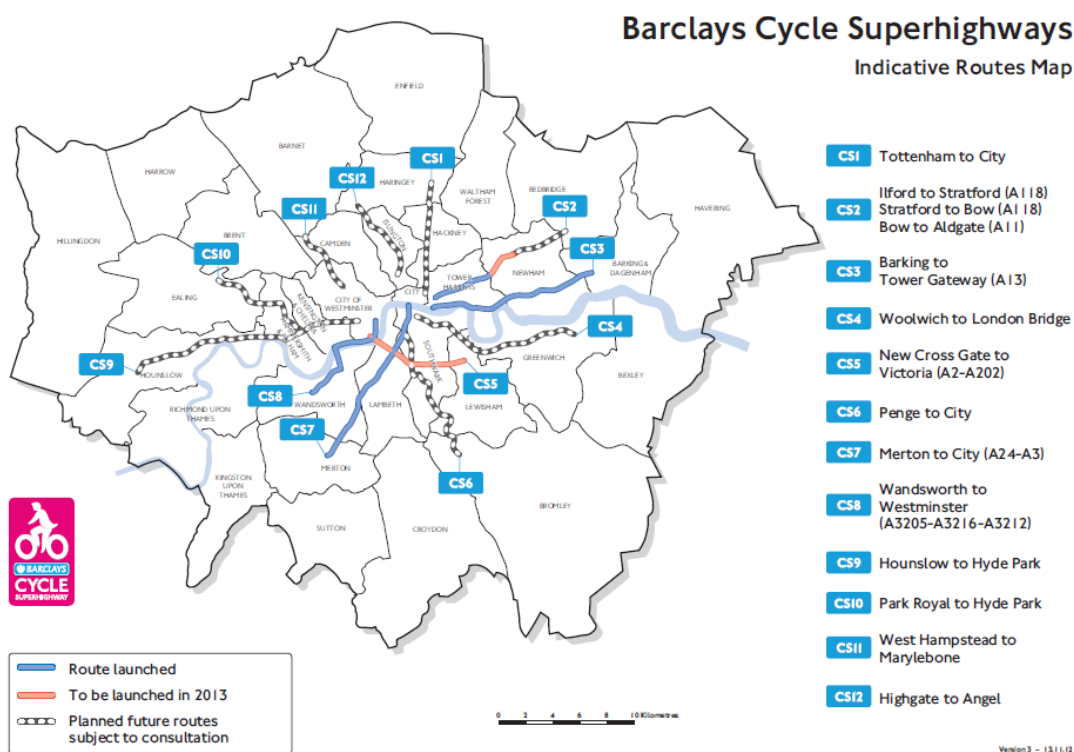 Barclays Cycle Superhighways
Indicative Routes Map
ENFIELD
BARNET
HARROW
HARINGEY
WALTHAM
FOREST
REDBRIDGE
HAVERING
HILLINGDON
BRENT
CAMDEN
ISLINGTON
HACKNEY
TOWER
HAMLETS
NEWHAM
BARKING &
DAGENHAM
EALING
CITY OF
WESTMINSTER
CITY
KENSINGTON
CHELSEA
HOUNSLOW
RICHMOND UPON
THAMES
WANDSWORTH
LAMBETH
SOUTHWARK
LEWISHAM
GREENWICH
BEXLEY
MERTON
KINGSTON
UPON
THAMES
SUTTON
CROYDON
BROMLEY
CS1
CS12
CS11
CS2
CS3
CS10
CS4
CS9
CS5
CS8
CS7
CS6
CS1 Tottenham to City
Ilford to Stratford (A118)
CS2 Stratford to Bow (A118)
Bow to Aldgate (A11)
CS3 Barking to
Tower Gateway (A13)
CS4 Woolwich to London Bridge
CS5 New Cross Gate to
Victoria (A2-A202)
CS6 Penge to City
CS7 Merton to City (A24-A3)
CS8 Wandsworth to
Westminster
(A3205-A3216-A3212)
CS9 Hounslow to Hyde Park
CS10 Park Royal to Hyde Park
CS11 West Hampstead to
Marylebone
CS12 Highgate to Angel
BARCLAYS
CYCLE
SUPERHIGHWAY
Route launched
To be launched in 2013
Planned future routes
subject to consultation
0 2 4 6 8 10 Kilometres
Version 3 – 13.11.12